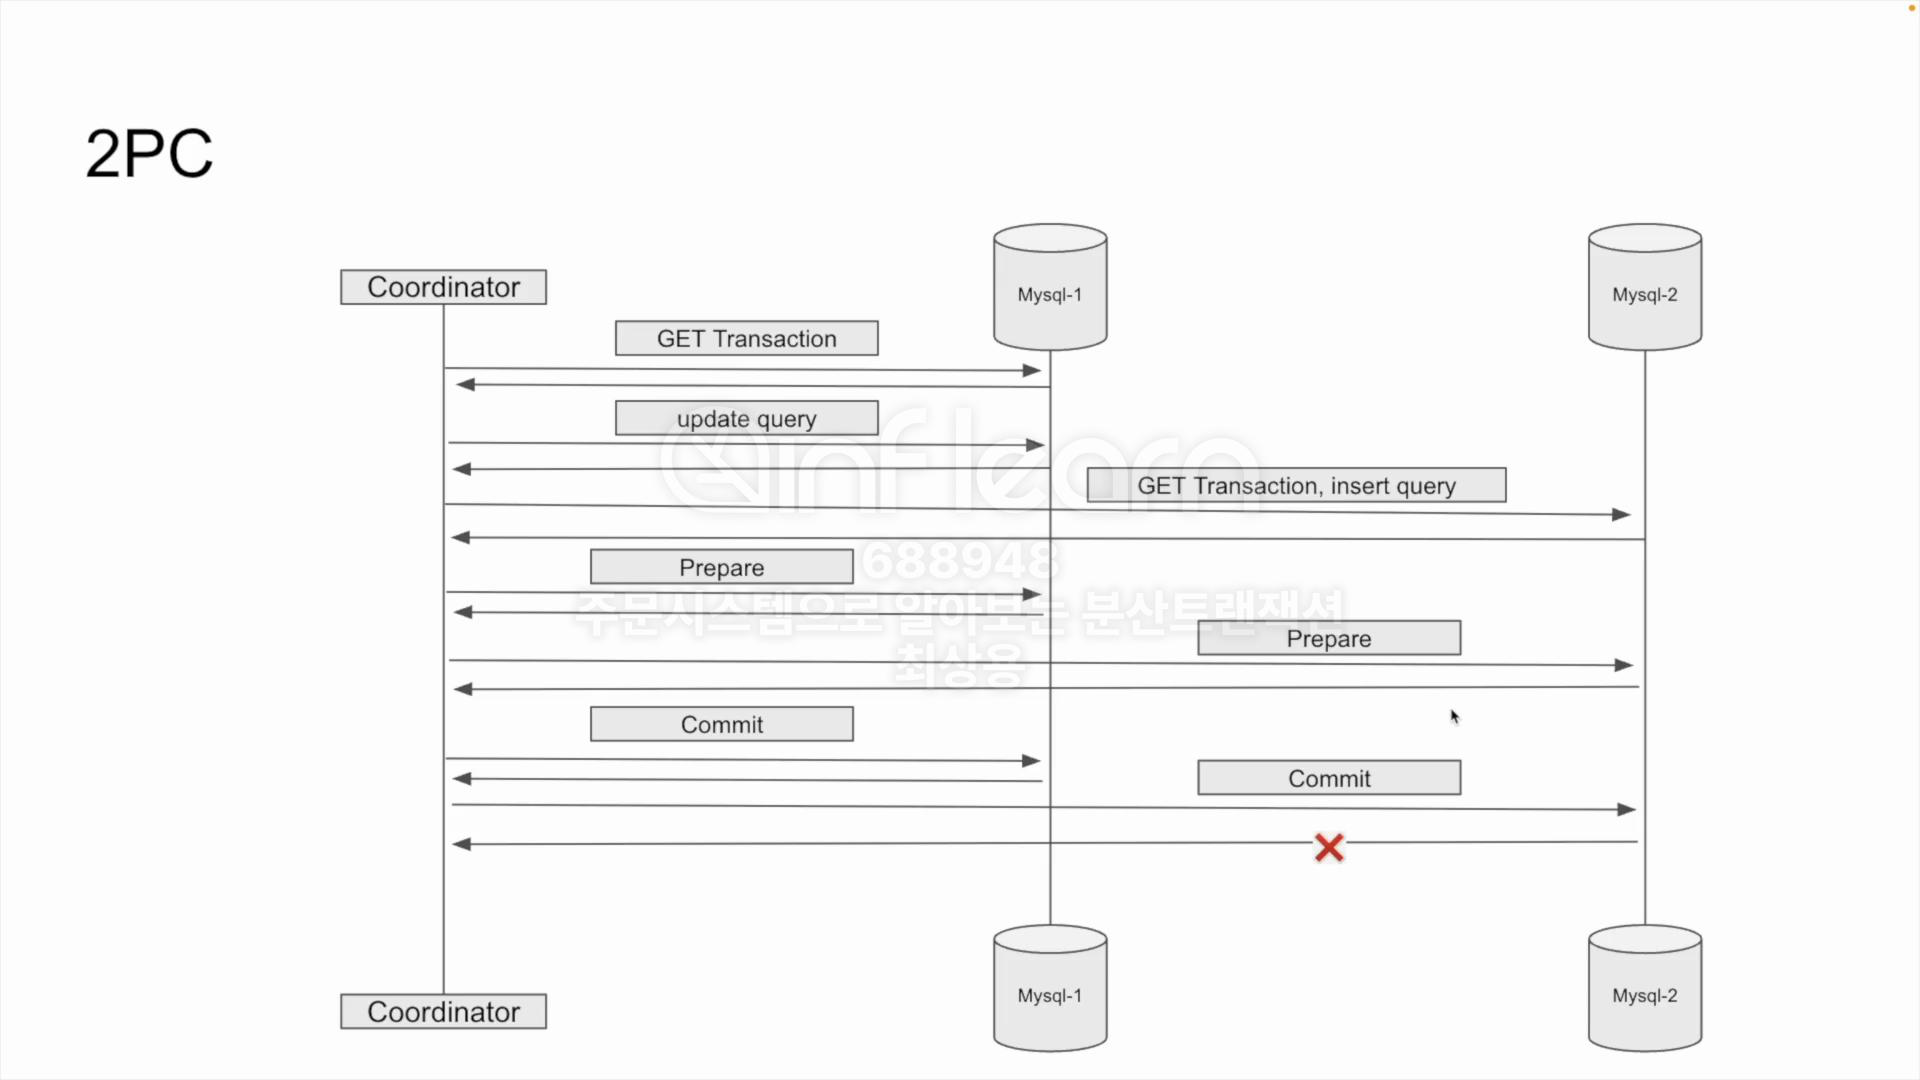 2PC
Coordinator
Mysql-1
Mysql-2
GET Transaction
update query
GET Transaction, insert query
Prepare
Prepare
Commit
Commit
Coordinator
Mysql-1
Mysql-2
inflearn
688948
주문시스템으로 알아보는 분산트랜잭션
최상용